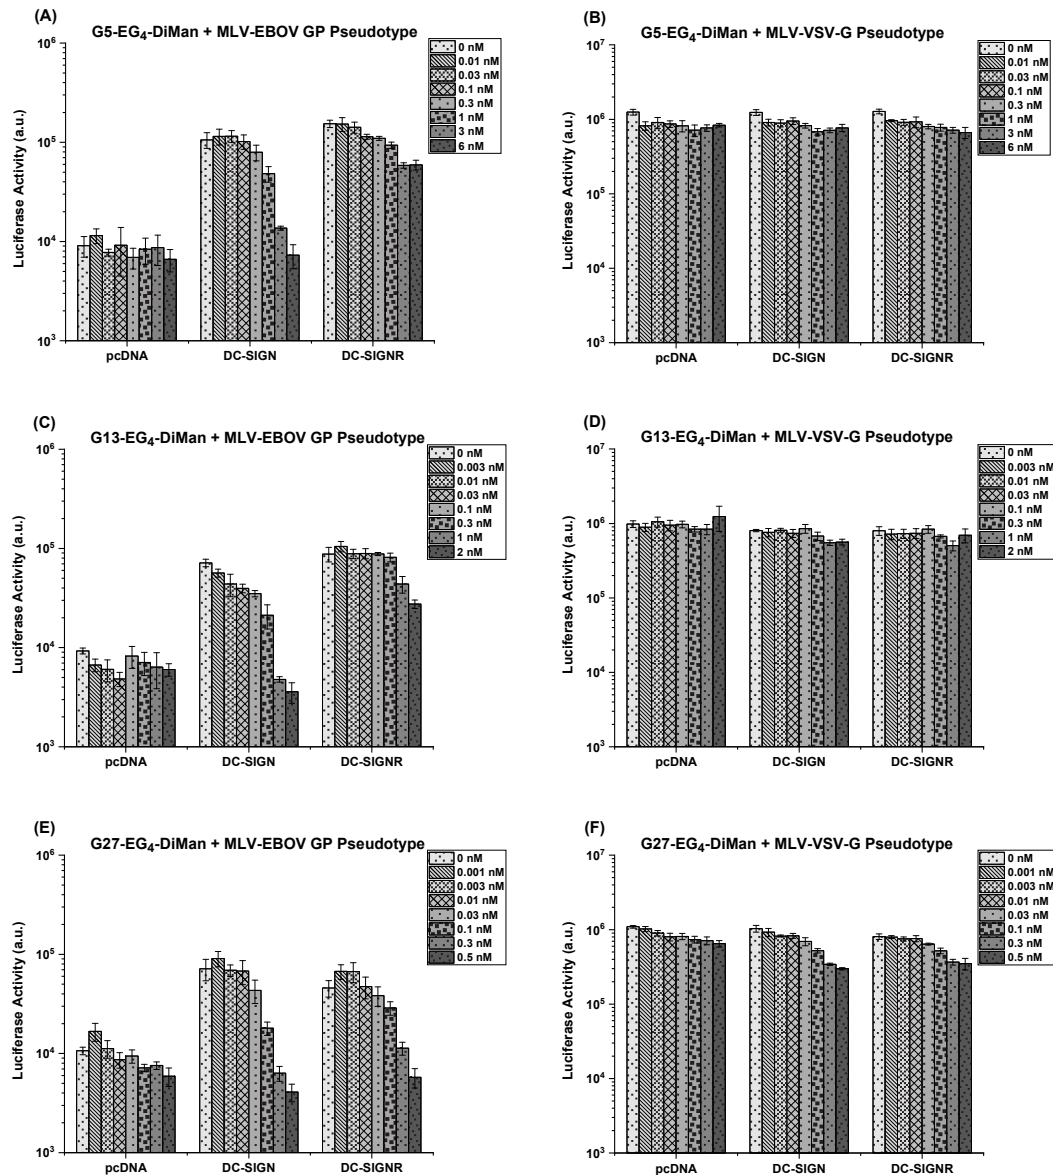 (A)
G5-EG₄-DiMan + MLV-EBOV GP Pseudotype
10⁶
10⁵
10⁴
10³
Luciferase Activity (a.u.)
0 nM
0.01 nM
0.03 nM
0.1 nM
0.3 nM
1 nM
3 nM
6 nM
pcDNA DC-SIGN DC-SIGNR
(B)
G5-EG₄-DiMan + MLV-VSV-G Pseudotype
10⁷
10⁶
10⁵
10⁴
10³
Luciferase Activity (a.u.)
0 nM
0.01 nM
0.03 nM
0.1 nM
0.3 nM
1 nM
3 nM
6 nM
pcDNA DC-SIGN DC-SIGNR
(C)
G13-EG₄-DiMan + MLV-EBOV GP Pseudotype
10⁶
10⁵
10⁴
10³
Luciferase Activity (a.u.)
0 nM
0.003 nM
0.01 nM
0.03 nM
0.1 nM
0.3 nM
1 nM
2 nM
pcDNA DC-SIGN DC-SIGNR
(D)
G13-EG₄-DiMan + MLV-VSV-G Pseudotype
10⁷
10⁶
10⁵
10⁴
10³
Luciferase Activity (a.u.)
0 nM
0.003 nM
0.01 nM
0.03 nM
0.1 nM
0.3 nM
1 nM
2 nM
pcDNA DC-SIGN DC-SIGNR
(E)
G27-EG₄-DiMan + MLV-EBOV GP Pseudotype
10⁶
10⁵
10⁴
10³
Luciferase Activity (a.u.)
0 nM
0.001 nM
0.003 nM
0.01 nM
0.03 nM
0.1 nM
0.3 nM
0.5 nM
pcDNA DC-SIGN DC-SIGNR
(F)
G27-EG₄-DiMan + MLV-VSV-G Pseudotype
10⁷
10⁶
10⁵
10⁴
10³
Luciferase Activity (a.u.)
0 nM
0.001 nM
0.003 nM
0.01 nM
0.03 nM
0.1 nM
0.3 nM
0.5 nM
pcDNA DC-SIGN DC-SIGNR